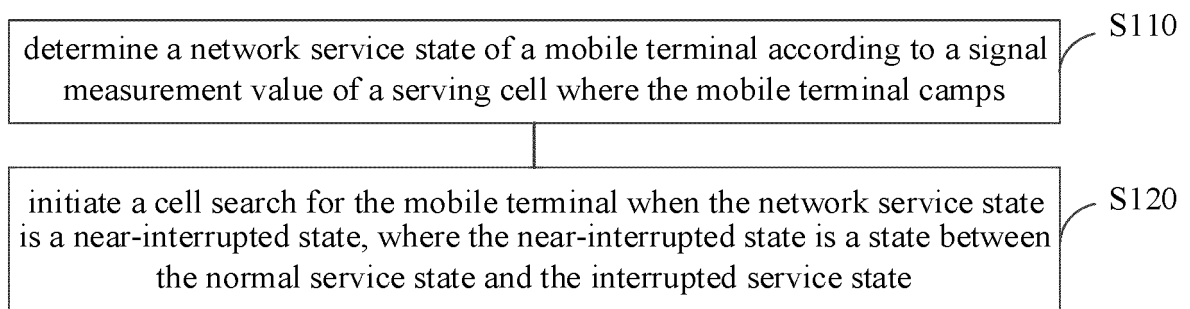 S110
determine a network service state of a mobile terminal according to a signal
measurement value of a serving cell where the mobile terminal camps
S120
initiate a cell search for the mobile terminal when the network service state
is a near-interrupted state, where the near-interrupted state is a state between
the normal service state and the interrupted service state